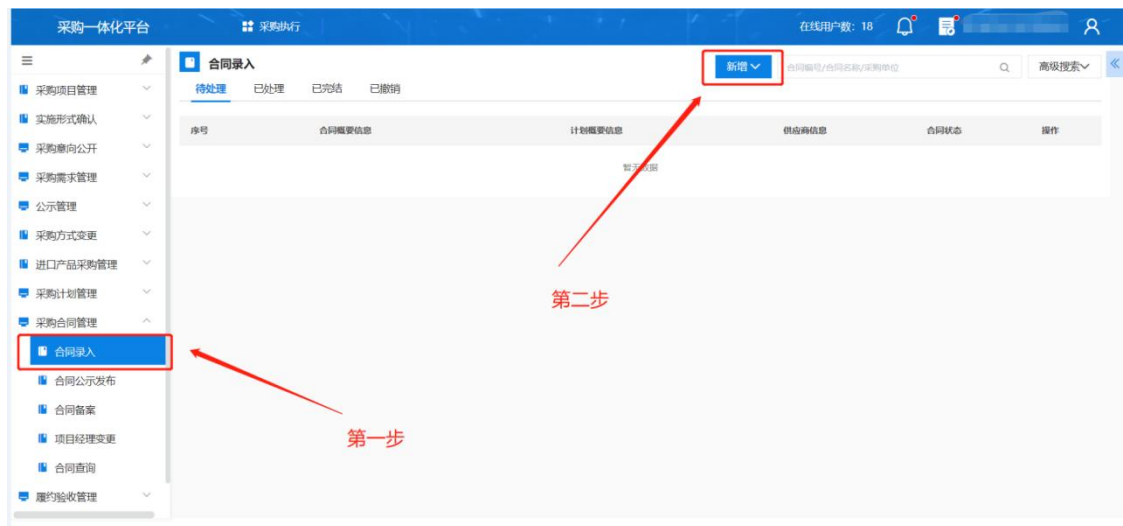 采购一体化平台
采购执行
在线用户数：18
合同录入
新增
合同编号/合同名称/采购单位
高级搜索
待处理 已处理 已完结 已撤销
序号 合同概要信息 计划概要信息 供应商信息 合同状态 操作
暂无数据
采购项目管理
实施形式确认
采购意向公开
采购需求管理
公示管理
采购方式变更
进口产品采购管理
采购计划管理
采购合同管理
合同录入
合同公示发布
合同备案
项目经理变更
合同查询
履约验收管理
第二步
第一步